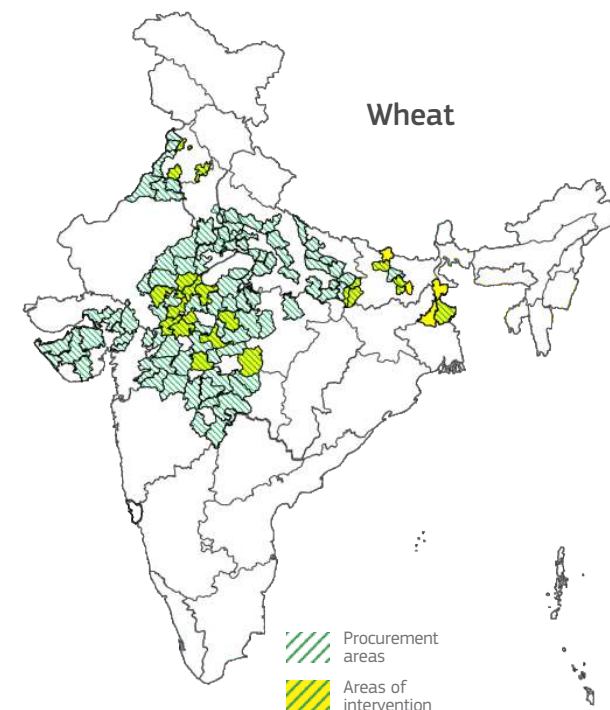 Wheat
Procurement
areas
Areas of
intervention